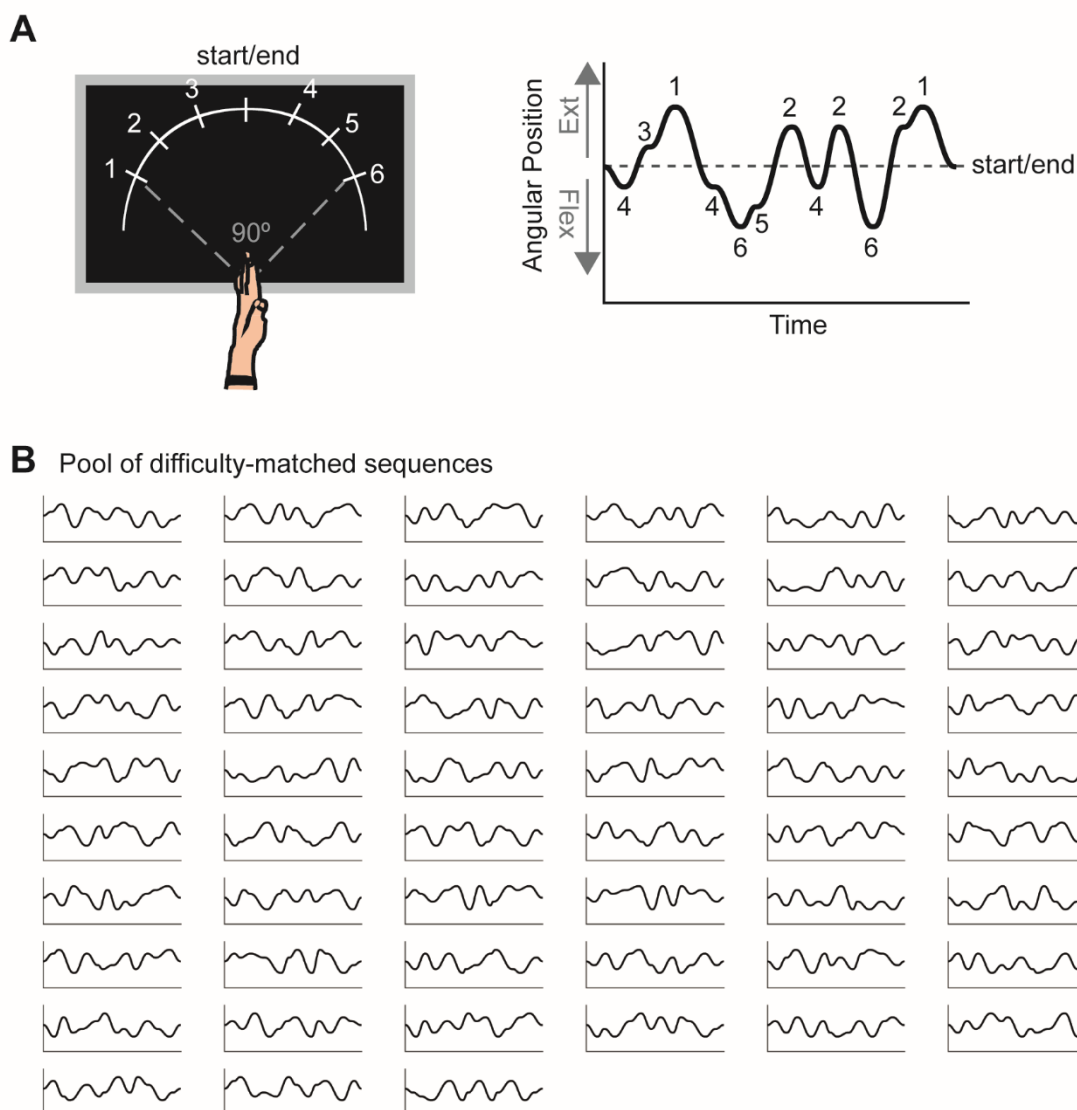 A
start/end
3
4
2
5
1
6
90º
Ext
Flex
Angular Position
1
2
2
2
1
3
start/end
4
4
5
4
6
6
Time
B Pool of difficulty-matched sequences